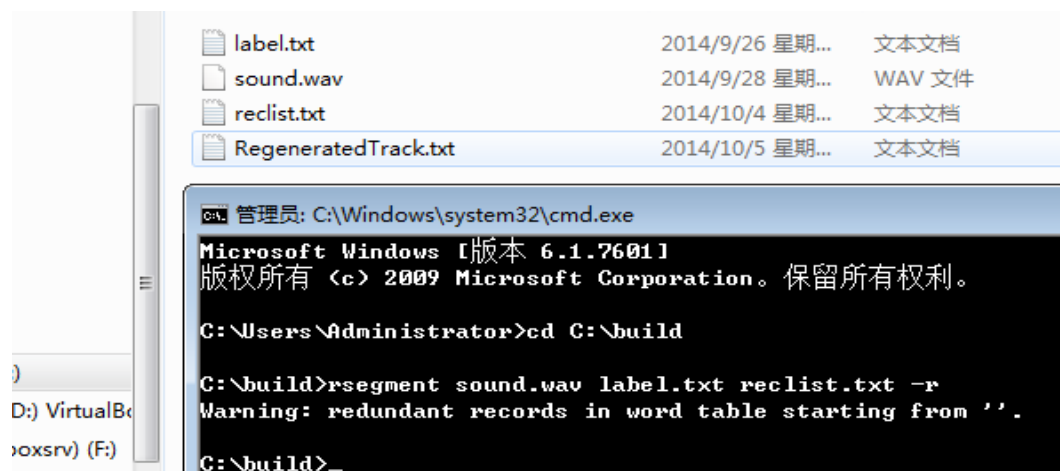 label.txt 2014/9/26 星期... 文本文档
sound.wav 2014/9/28 星期... WAV 文件
reclist.txt 2014/10/4 星期... 文本文档
RegeneratedTrack.txt 2014/10/5 星期... 文本文档
管理员: C:\Windows\system32\cmd.exe
Microsoft Windows [版本 6.1.7601]
版权所有 (c) 2009 Microsoft Corporation。保留所有权利。
C:\Users\Administrator>cd C:\build
C:\build>rsegment sound.wav label.txt reclist.txt -r
Warning: redundant records in word table starting from ''.
C:\build>_
:)
D:) VirtualBo
oxsrv) (F:)